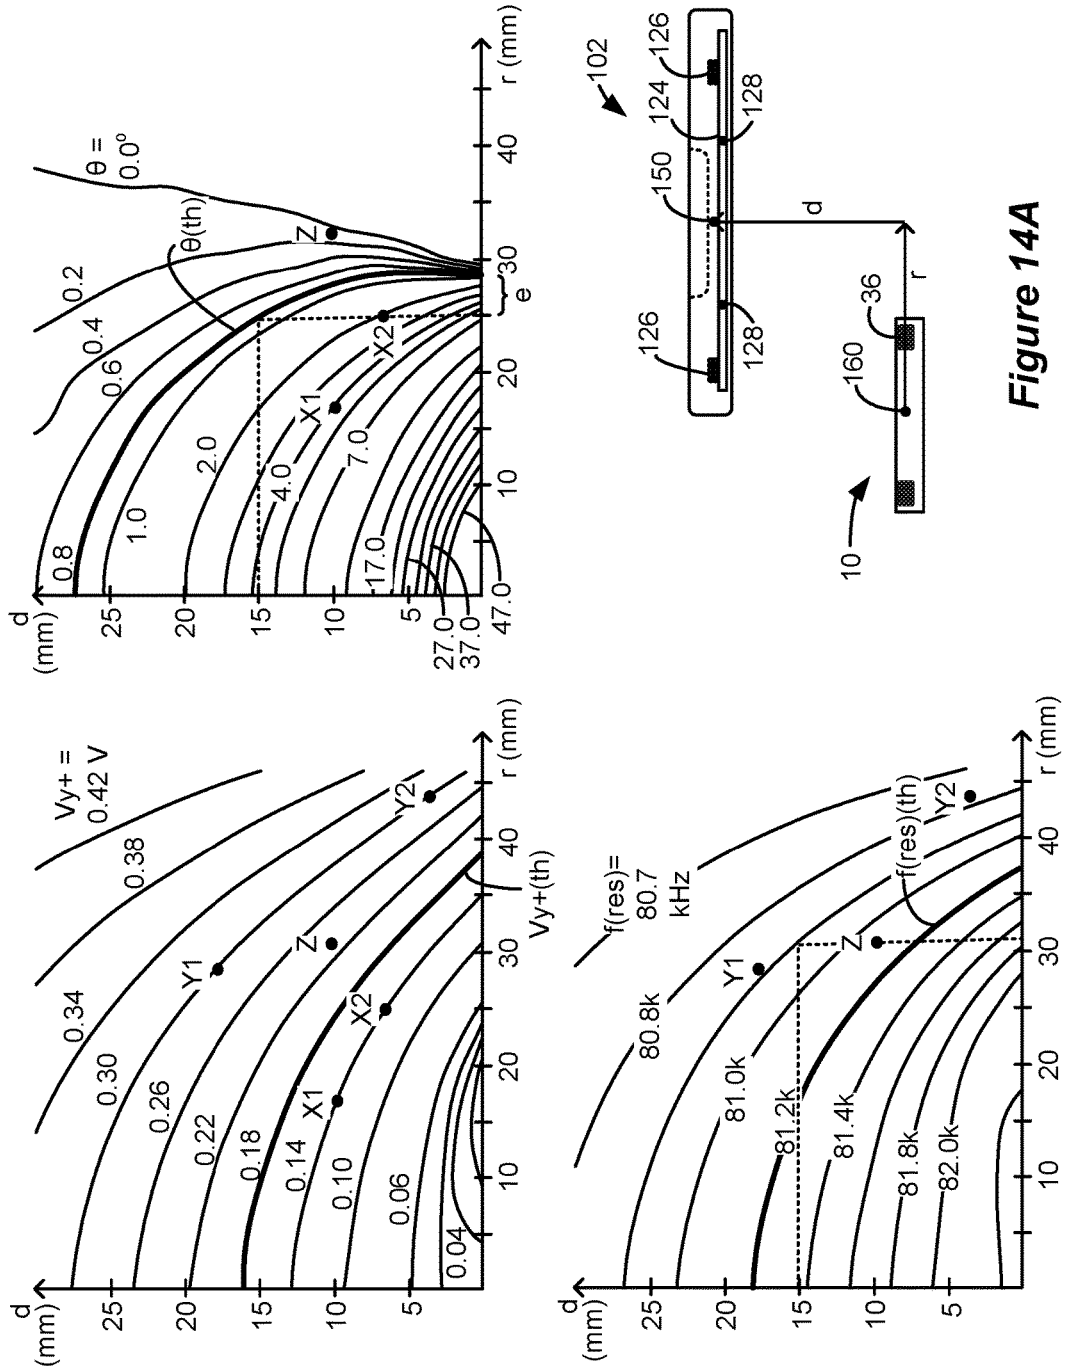 Vy+ =
0.42 V
0.38
0.34
0.30
0.26
0.22
0.18
0.14
0.10
0.06
0.04
Y1
Z
X1
X2
Y2
Vy+(th)
d
(mm)
25
20
15
10
5
10
20
30
40
r (mm)
θ =
0.0°
θ(th)
0.2
0.4
0.6
0.8
1.0
2.0
4.0
7.0
17.0
27.0
37.0
47.0
Z
X1
X2
e
d
(mm)
25
20
15
10
5
10
20
30
40
r (mm)
f(res)=
80.7
kHz
80.8k
81.0k
81.2k
81.4k
81.8k
82.0k
Y1
Z
Y2
f(res)(th)
d
(mm)
25
20
15
10
5
10
20
30
40
r (mm)
102
126
128
150
124
128
126
d
r
10
160
36
Figure 14A